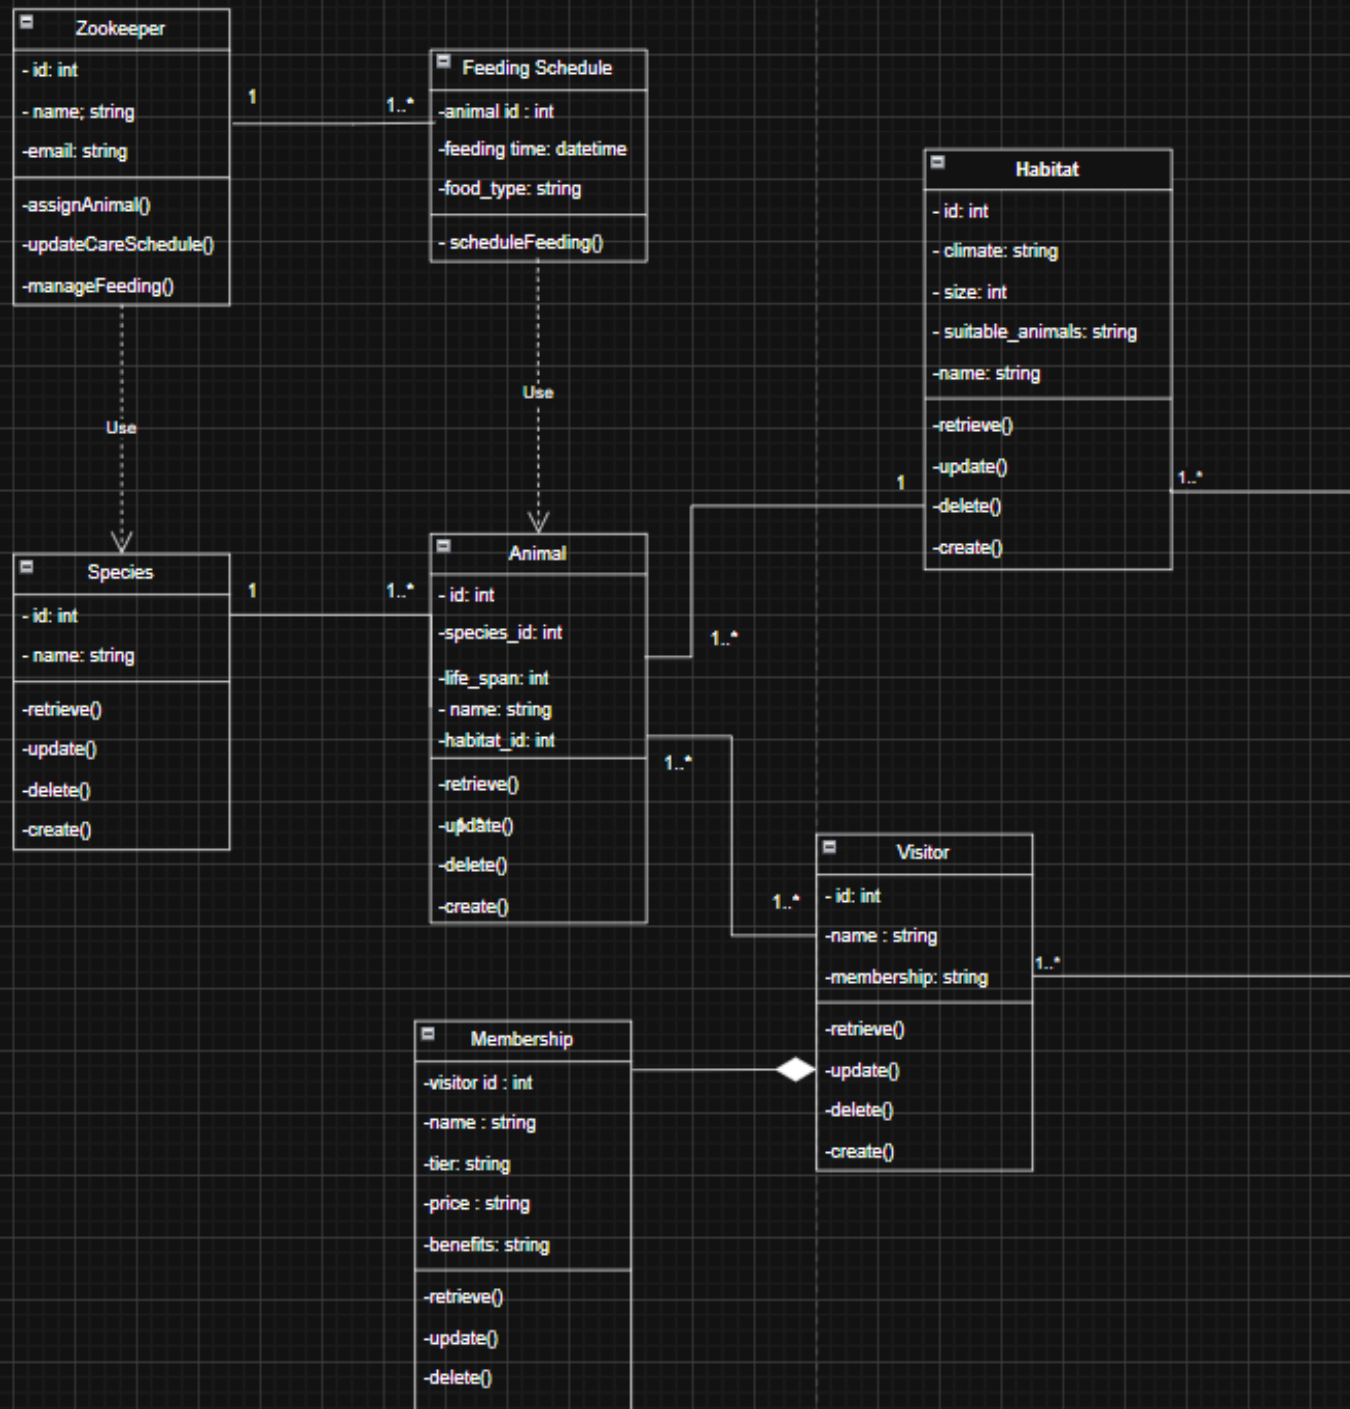 Zookeeper
- id: int
- name; string
-email: string
-assignAnimal()
-updateCareSchedule()
-manageFeeding()
1
1..*
Feeding Schedule
-animal id : int
-feeding time: datetime
-food_type: string
- scheduleFeeding()
Habitat
- id: int
- climate: string
- size: int
- suitable_animals: string
-name: string
-retrieve()
-update()
-delete()
-create()
1
1..*
Use
Use
Species
- id: int
- name: string
-retrieve()
-update()
-delete()
-create()
1
1..*
Animal
- id: int
-species_id: int
-life_span: int
- name: string
-habitat_id: int
-retrieve()
-update()
-delete()
-create()
1..*
1..*
1..*
Visitor
- id: int
-name : string
-membership: string
-retrieve()
-update()
-delete()
-create()
1..*
Membership
-visitor id : int
-name : string
-tier: string
-price : string
-benefits: string
-retrieve()
-update()
-delete()